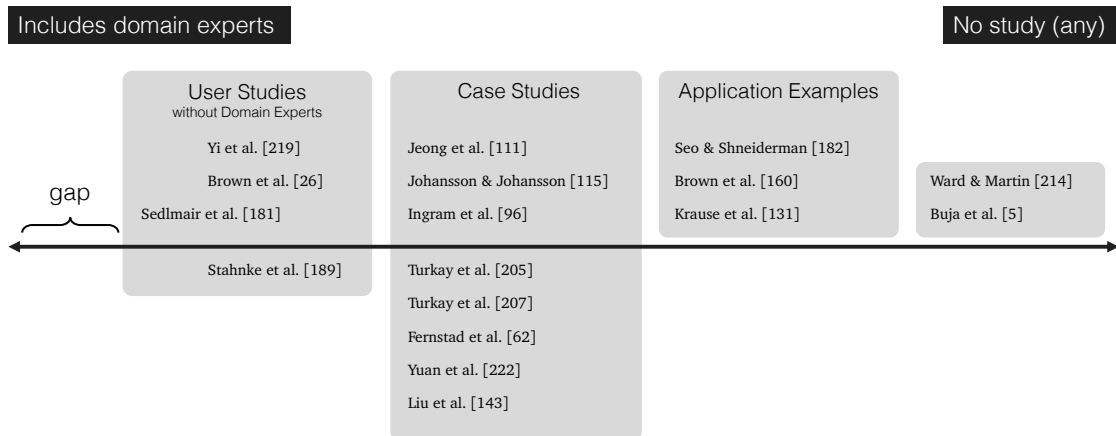 Includes domain experts
No study (any)
User Studies
without Domain Experts
Yi et al. [219]
Brown et al. [26]
Sedlmair et al. [181]
Stahnke et al. [189]
Case Studies
Jeong et al. [111]
Johansson & Johansson [115]
Ingram et al. [96]
Turkay et al. [205]
Turkay et al. [207]
Fernstad et al. [62]
Yuan et al. [222]
Liu et al. [143]
Application Examples
Seo & Shneiderman [182]
Brown et al. [160]
Krause et al. [131]
Ward & Martin [214]
Buja et al. [5]
gap